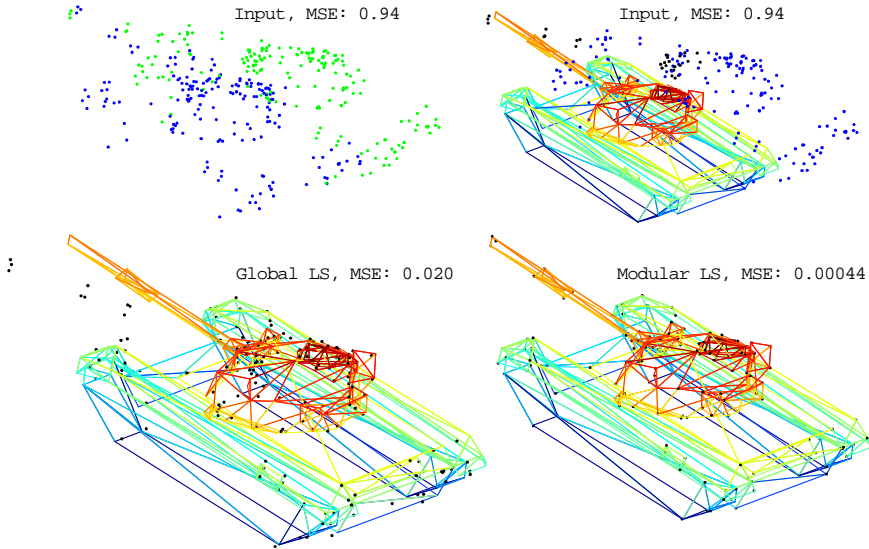 Input, MSE: 0.94
Input, MSE: 0.94
Global LS, MSE: 0.020
Modular LS, MSE: 0.00044